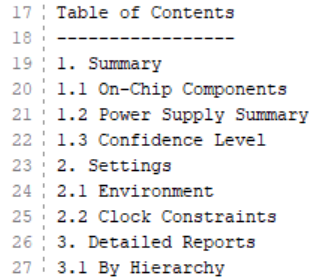 17 Table of Contents
18 -----------------
19 1. Summary
20 1.1 On-Chip Components
21 1.2 Power Supply Summary
22 1.3 Confidence Level
23 2. Settings
24 2.1 Environment
25 2.2 Clock Constraints
26 3. Detailed Reports
27 3.1 By Hierarchy